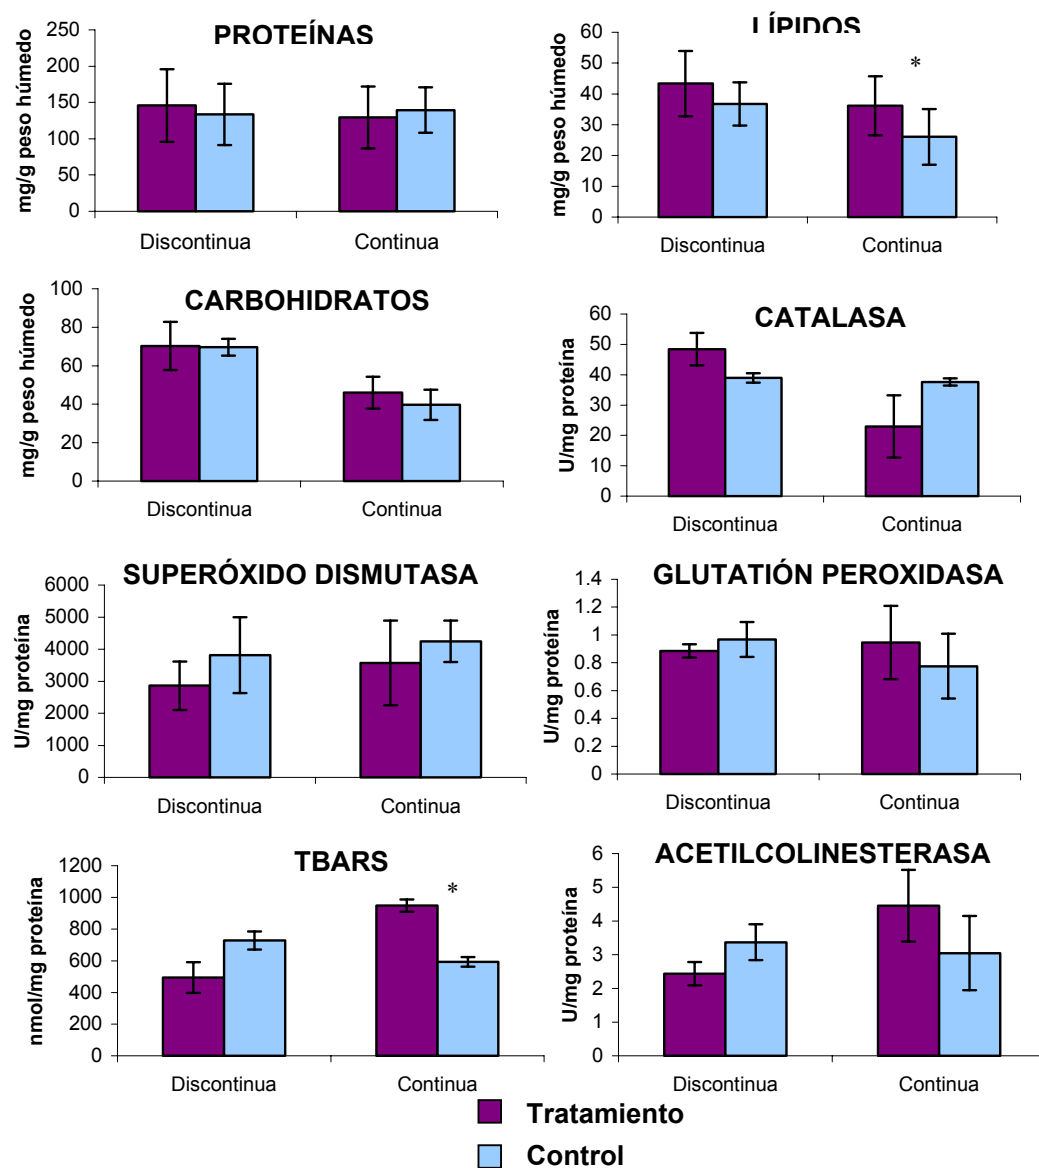 PROTEÍNAS
mg/g peso húmedo
250
200
150
100
50
0
Discontinua
Continua
LÍPIDOS
mg/g peso húmedo
60
50
40
30
20
10
0
*
Discontinua
Continua
CARBOHIDRATOS
mg/g peso húmedo
100
80
60
40
20
0
Discontinua
Continua
CATALASA
U/mg proteína
60
50
40
30
20
10
0
Discontinua
Continua
SUPERÓXIDO DISMUTASA
U/mg proteína
6000
5000
4000
3000
2000
1000
0
Discontinua
Continua
GLUTATIÓN PEROXIDASA
U/mg proteína
1.4
1.2
1
0.8
0.6
0.4
0.2
0
Discontinua
Continua
TBARS
nmol/mg proteína
1200
1000
800
600
400
200
0
*
Discontinua
Continua
ACETILCOLINESTERASA
U/mg proteína
6
5
4
3
2
1
0
Discontinua
Continua
Tratamiento
Control